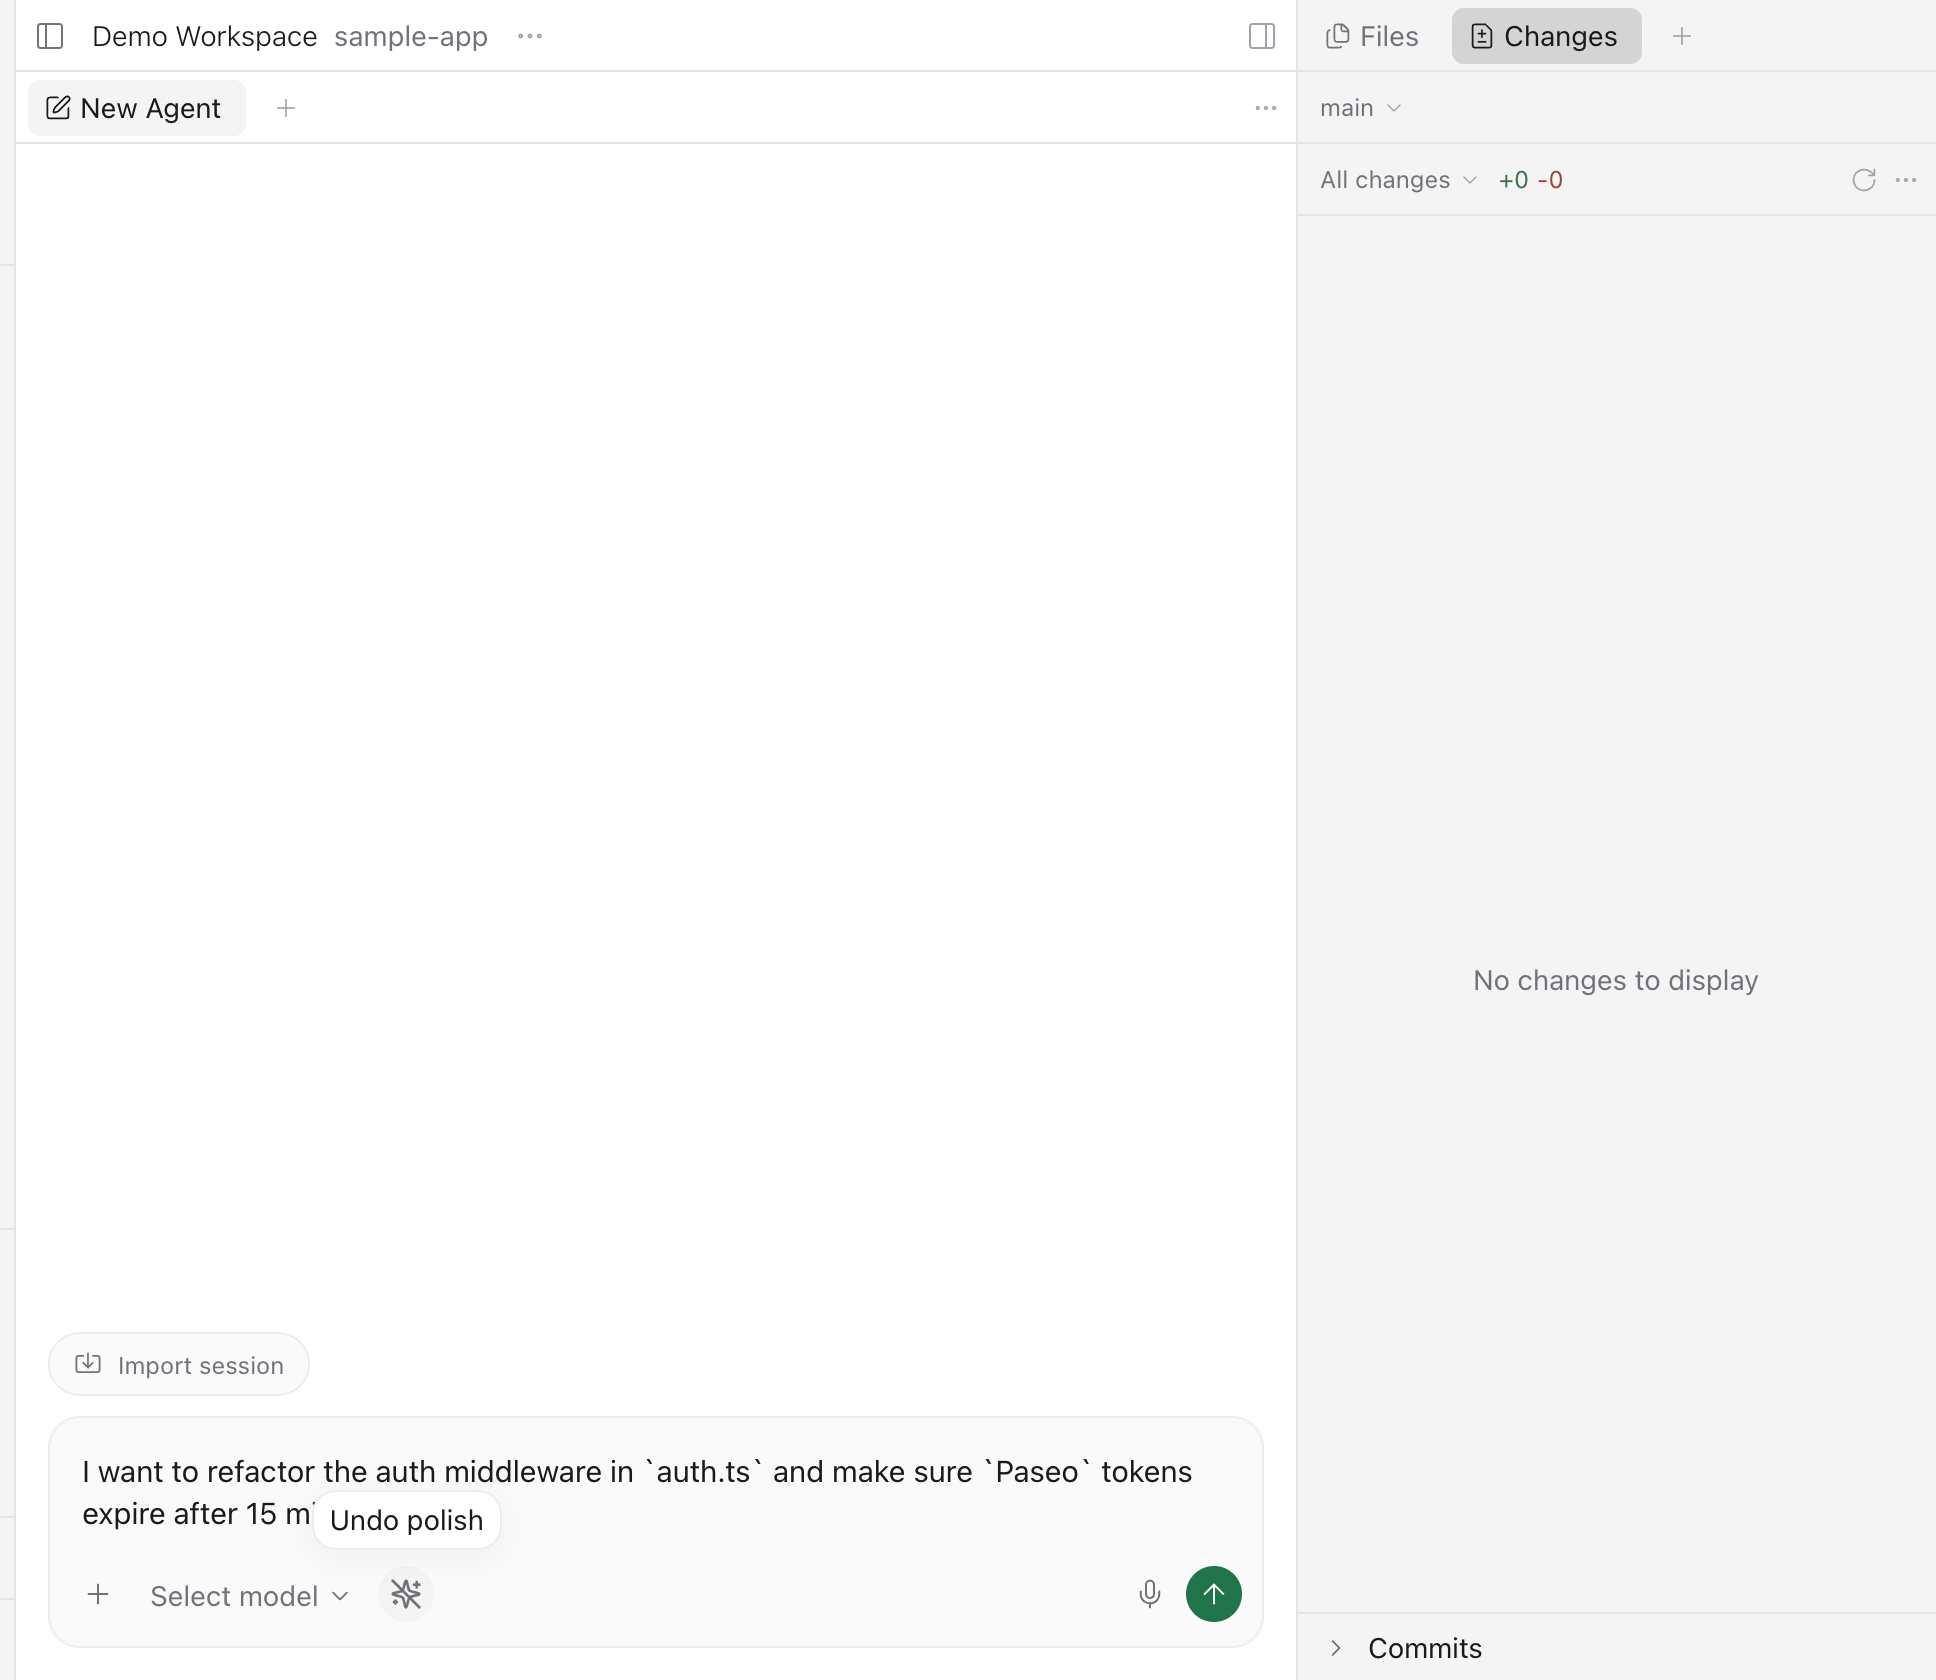 Demo Workspace sample-app
Files
Changes
New Agent
main
All changes +0 -0
No changes to display
Import session
I want to refactor the auth middleware in `auth.ts` and make sure `Paseo` tokens
expire after 15
Undo polish
Select model
Commits